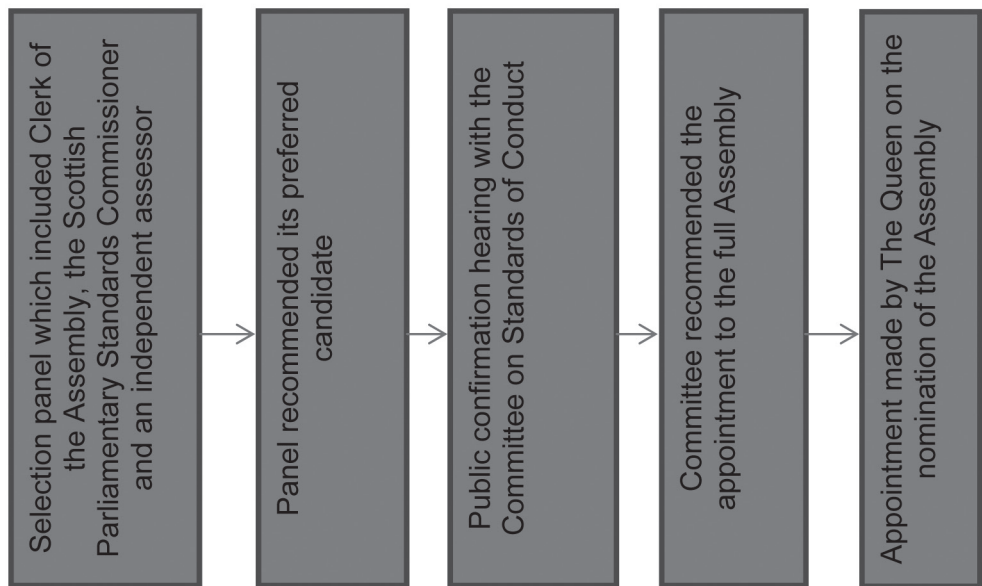 Selection panel which included Clerk of
the Assembly, the Scottish
Parliamentary Standards Commissioner
and an independent assessor
Panel recommended its preferred
candidate
Public confirmation hearing with the
Committee on Standards of Conduct
Committee recommended the
appointment to the full Assembly
Appointment made by The Queen on the
nomination of the Assembly